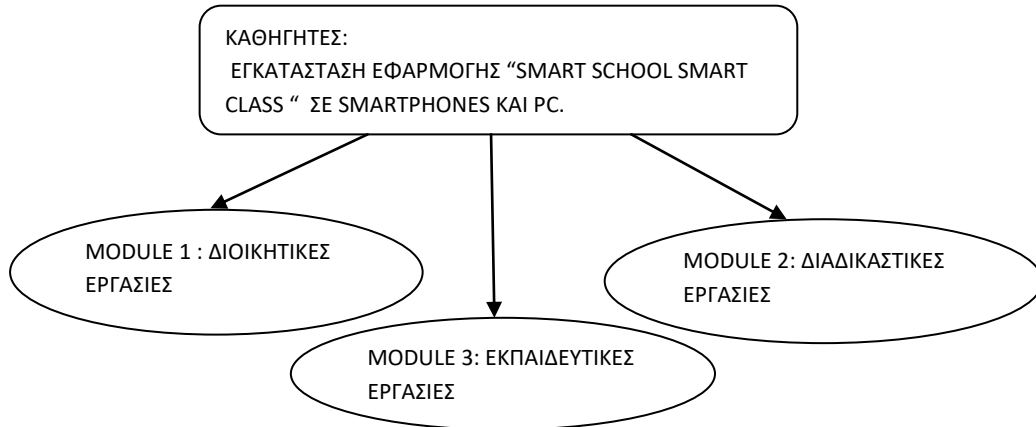 ΚΑΘΗΓΗΤΕΣ:
ΕΓΚΑΤΑΣΤΑΣΗ ΕΦΑΡΜΟΓΗΣ “SMART SCHOOL SMART
CLASS “ ΣΕ SMARTPHONES ΚΑΙ PC.
MODULE 1 : ΔΙΟΙΚΗΤΙΚΕΣ
ΕΡΓΑΣΙΕΣ
MODULE 2: ΔΙΑΔΙΚΑΣΤΙΚΕΣ
ΕΡΓΑΣΙΕΣ
MODULE 3: ΕΚΠΑΙΔΕΥΤΙΚΕΣ
ΕΡΓΑΣΙΕΣ